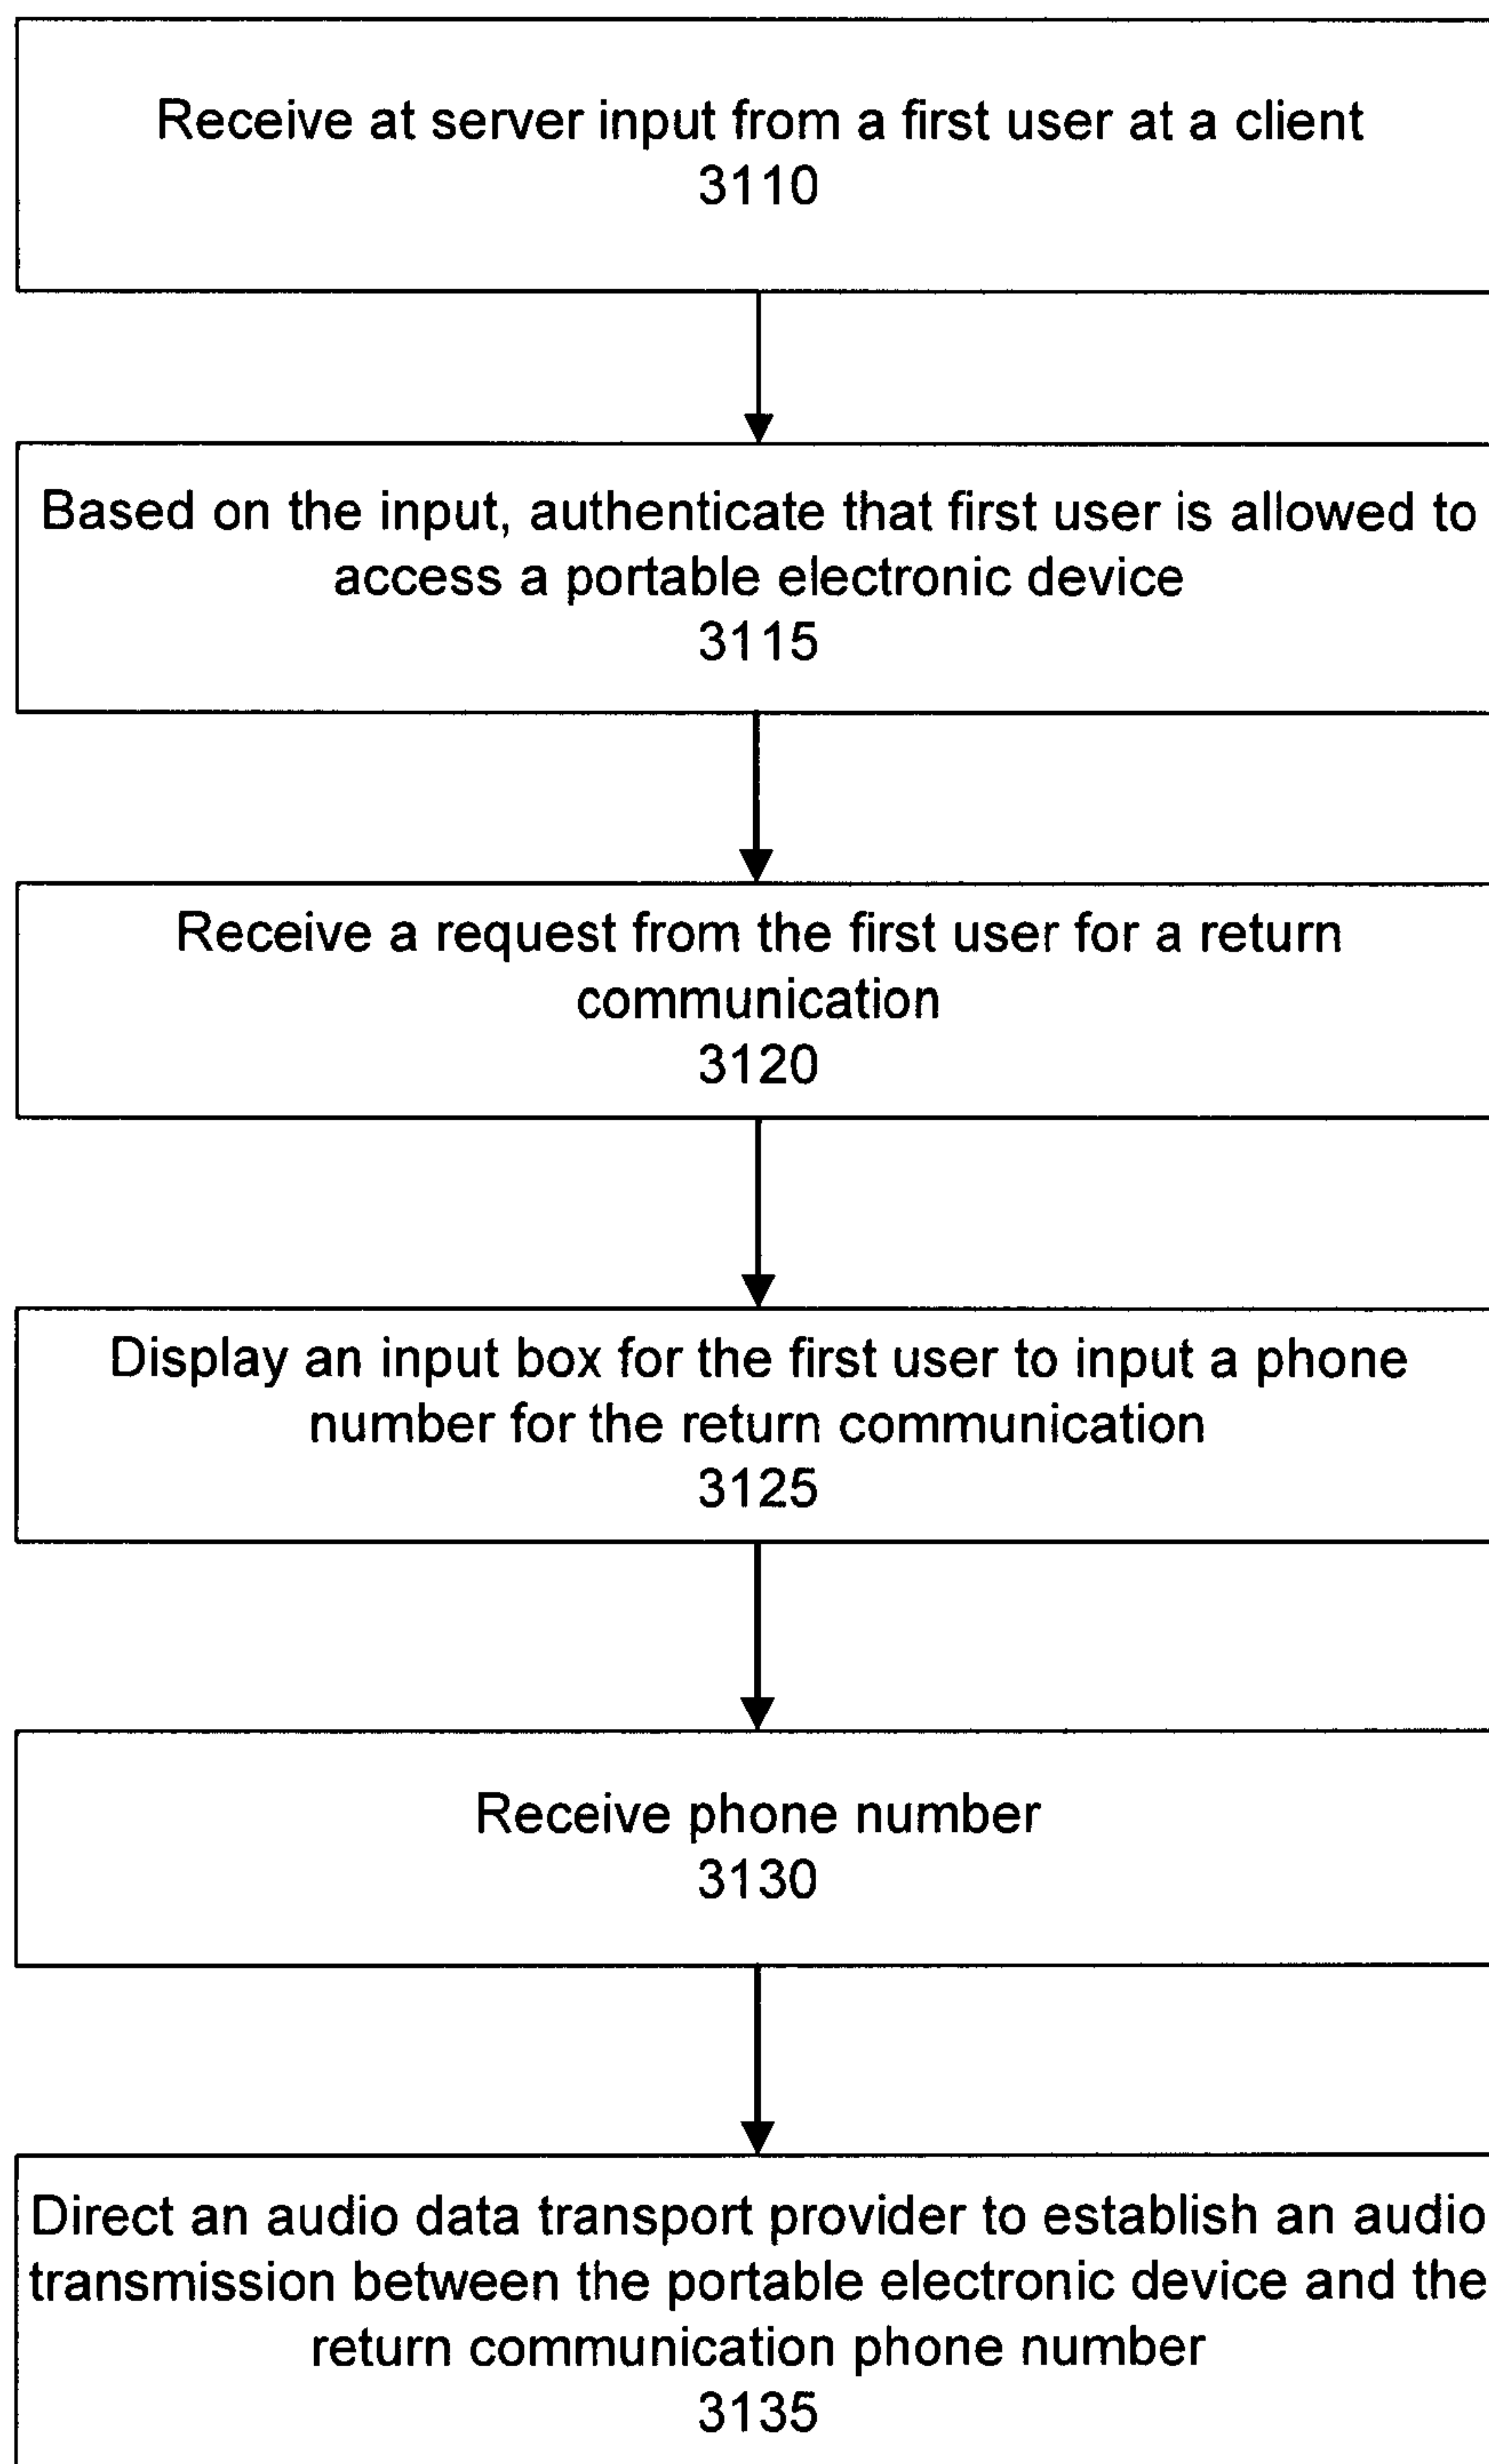 Receive at server input from a first user at a client
3110
Based on the input, authenticate that first user is allowed to
access a portable electronic device
3115
Receive a request from the first user for a return
communication
3120
Display an input box for the first user to input a phone
number for the return communication
3125
Receive phone number
3130
Direct an audio data transport provider to establish an audio
transmission between the portable electronic device and the
return communication phone number
3135